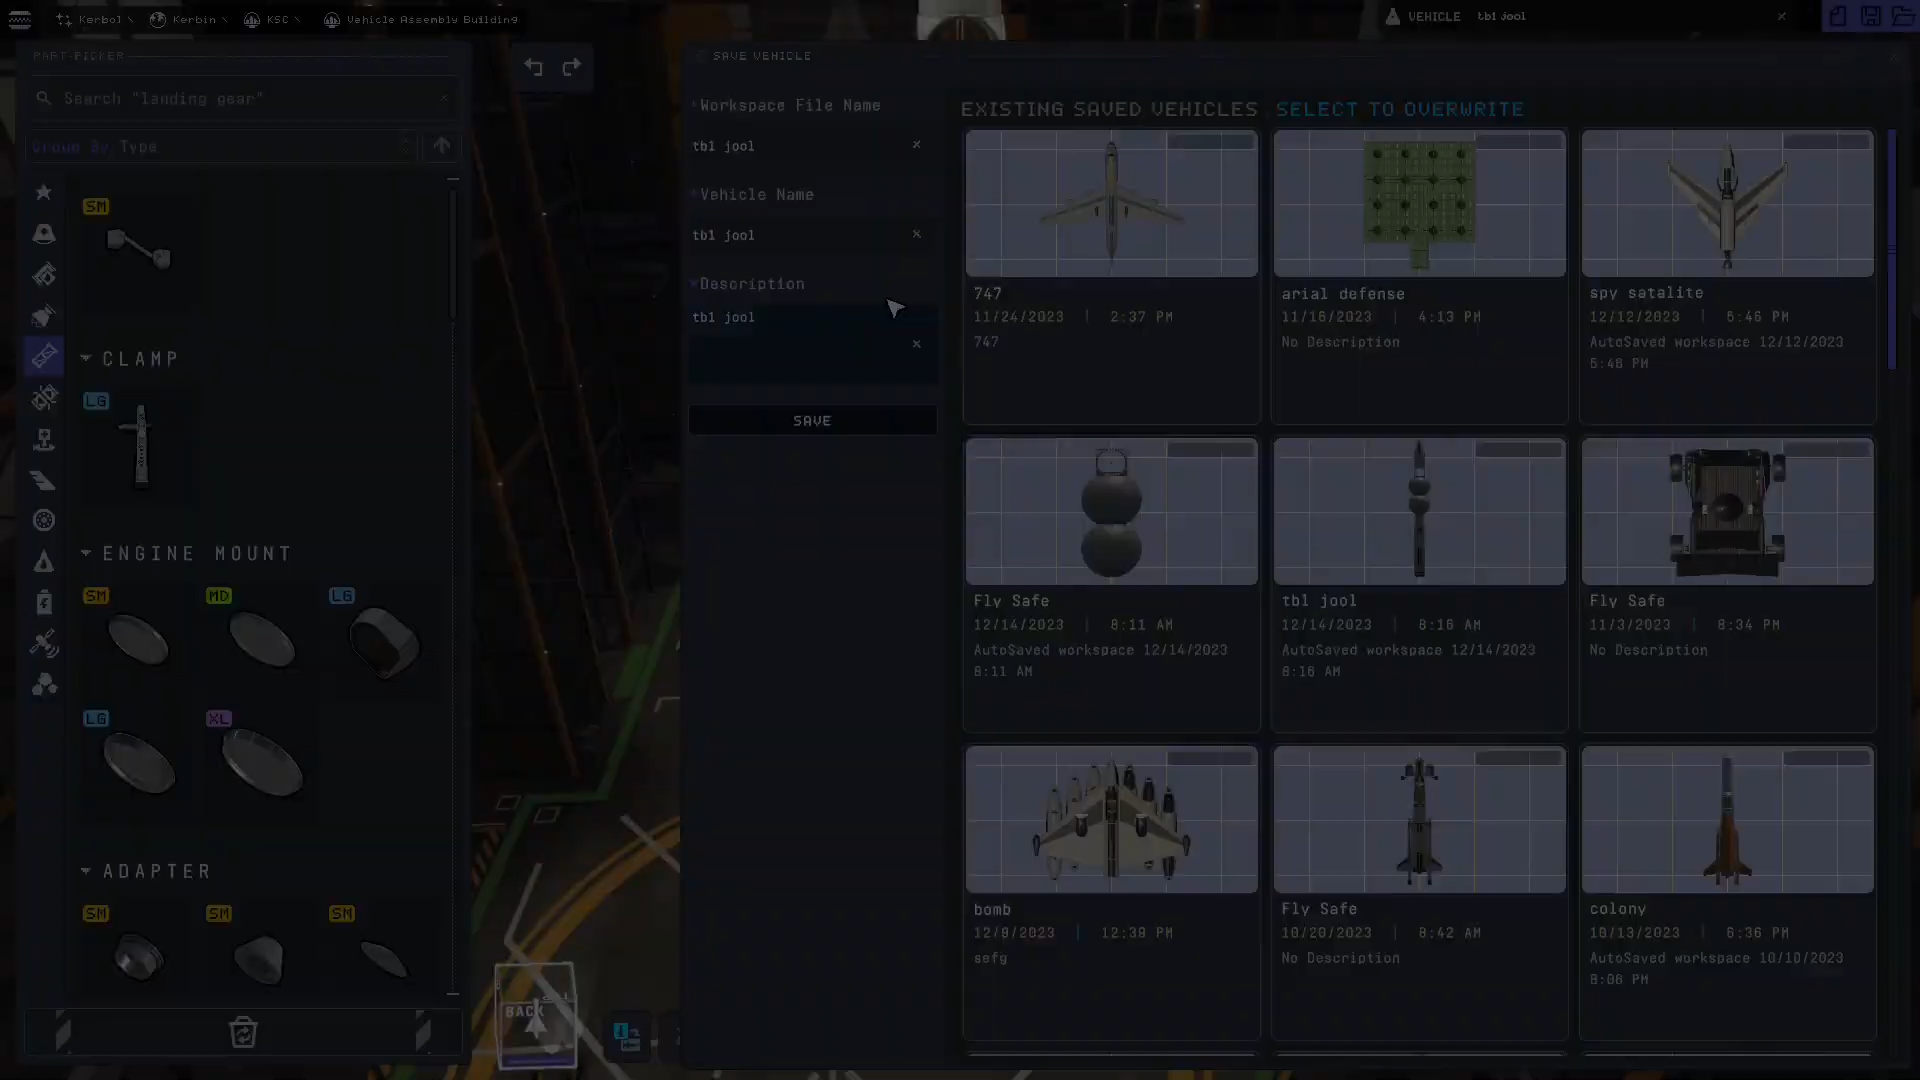 Kerbol \ Kerbin \ KSC \ Vehicle Assembly Building
VEHICLE tbl jool
PART-PICKER
Search "landing gear"
Group By Type
SM
CLAMP
LG
ENGINE MOUNT
SM MD LG
LG XL
ADAPTER
SM SM SM
BACK
SAVE VEHICLE
*Workspace File Name
tbl jool
*Vehicle Name
tbl jool
*Description
tbl jool
SAVE
EXISTING SAVED VEHICLES SELECT TO OVERWRITE
747
11/24/2023 | 2:37 PM
747
arial defense
11/16/2023 | 4:13 PM
No Description
spy satalite
12/12/2023 | 5:46 PM
AutoSaved workspace 12/12/2023
5:46 PM
Fly Safe
12/14/2023 | 8:11 AM
AutoSaved workspace 12/14/2023
8:11 AM
tbl jool
12/14/2023 | 8:16 AM
AutoSaved workspace 12/14/2023
8:16 AM
Fly Safe
11/3/2023 | 8:34 PM
No Description
bomb
12/9/2023 | 12:39 PM
sefg
Fly Safe
10/20/2023 | 8:42 AM
No Description
colony
10/13/2023 | 6:36 PM
AutoSaved workspace 10/10/2023
8:06 PM